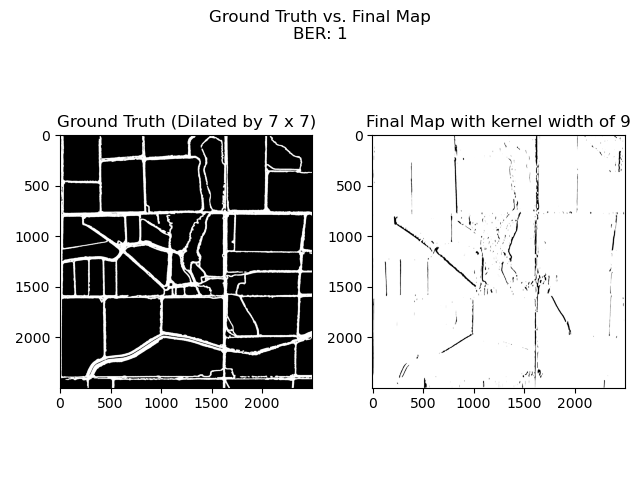 Ground Truth vs. Final Map
BER: 1
Ground Truth (Dilated by 7 x 7)
0
500
1000
1500
2000
0 500 1000 1500 2000
Final Map with kernel width of 9
0
500
1000
1500
2000
0 500 1000 1500 2000